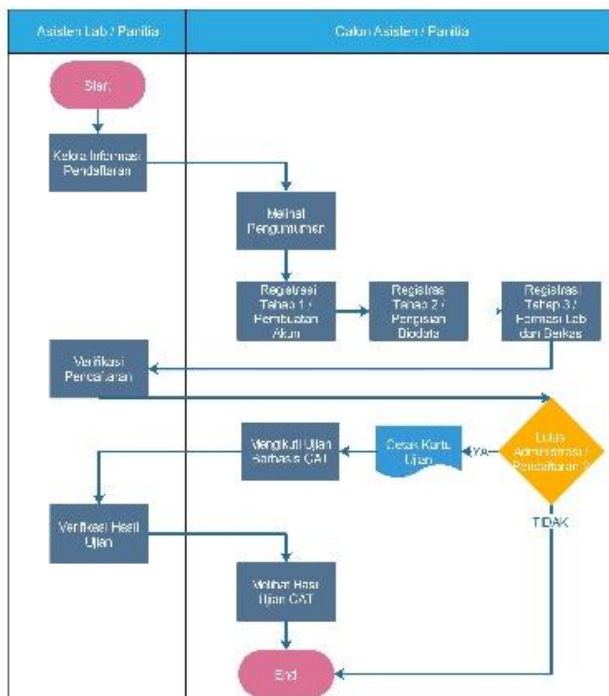 Asisten Lab / Panitia
Calon Asisten / Panitia
Start
Kelola Informasi
Pendaftaran
Melihat
Pengumuman
Registrasi
Tahap 1 /
Pembuatan
Akun
Registrasi
Tahap 2 /
Pengisian
Biodata
Registrasi
Tahap 3 /
Formasi Lab
dan Berkas
Verifikasi
Pendaftaran
Lulus
Administrasi /
Pendaftaran ?
YA
Cetak Kartu
Ujian
Mengikuti Ujian
Berbasis CAT
TIDAK
Verifikasi Hasil
Ujian
Melihat Hasil
Ujian CAT
End